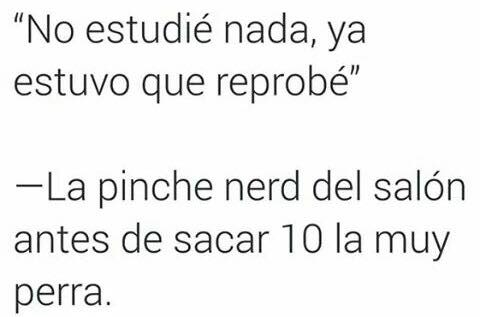 “No estudié nada, ya
estuvo que reprobé”
—La pinche nerd del salón
antes de sacar 10 la muy
perra.